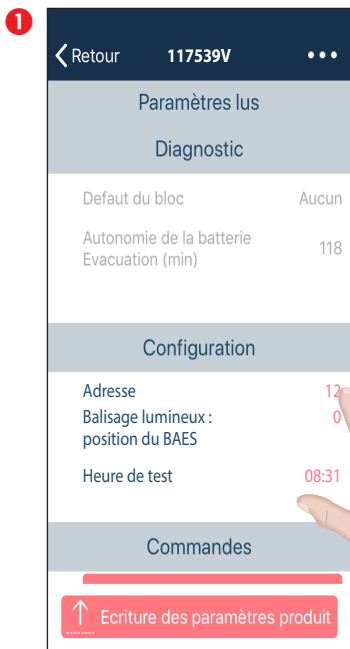 1
Retour 117539V •••
Paramètres lus
Diagnostic
Defaut du bloc Aucun
Autonomie de la batterie
Evacuation (min) 118
Configuration
Adresse 12
Balisage lumineux : 0
position du BAES
Heure de test 08:31
Commandes
Ecriture des paramètres produit